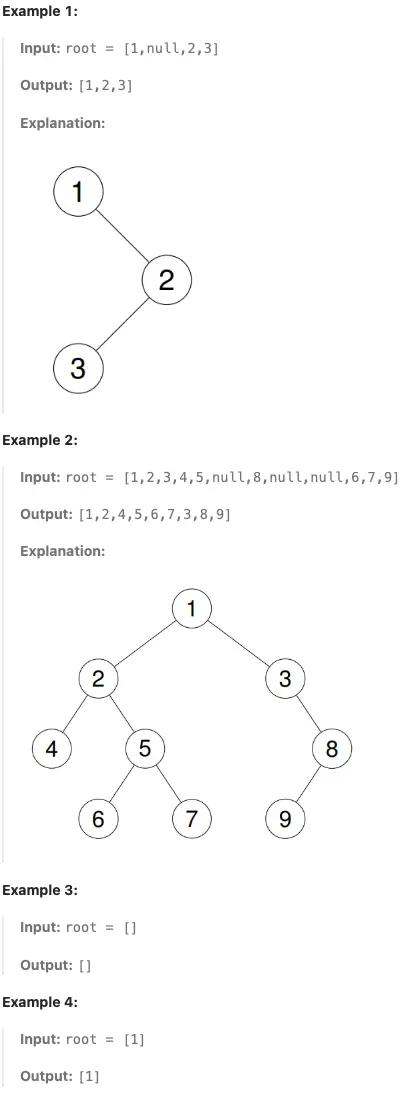 Example 1:
Input: root = [1,null,2,3]
Output: [1,2,3]
Explanation:
1
2
3
Example 2:
Input: root = [1,2,3,4,5,null,8,null,null,6,7,9]
Output: [1,2,4,5,6,7,3,8,9]
Explanation:
1
2 3
4 5 8
6 7 9
Example 3:
Input: root = []
Output: []
Example 4:
Input: root = [1]
Output: [1]